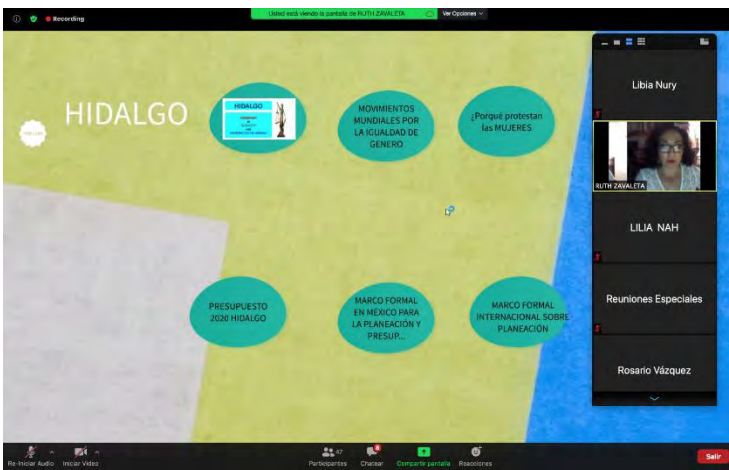 Recording
Usted está viendo la pantalla de RUTH ZAVALETA
Ver Opciones
HIDALGO
HIDALGO
MOVIMIENTOS
MUNDIALES POR
LA IGUALDAD DE
GÉNERO
¿Porqué protestan
las MUJERES
PRESUPUESTO
2020 HIDALGO
MARCO FORMAL
EN MÉXICO PARA
LA PLANEACIÓN Y
PRESUP...
MARCO FORMAL
INTERNACIONAL SOBRE
PLANEACIÓN
Libia Nury
RUTH ZAVALETA
LILIA NAH
Reuniones Especiales
Rosario Vázquez
Re-Iniciar Audio
Iniciar Video
47
Participantes
Chatear
Compartir pantalla
Reacciones
Salir